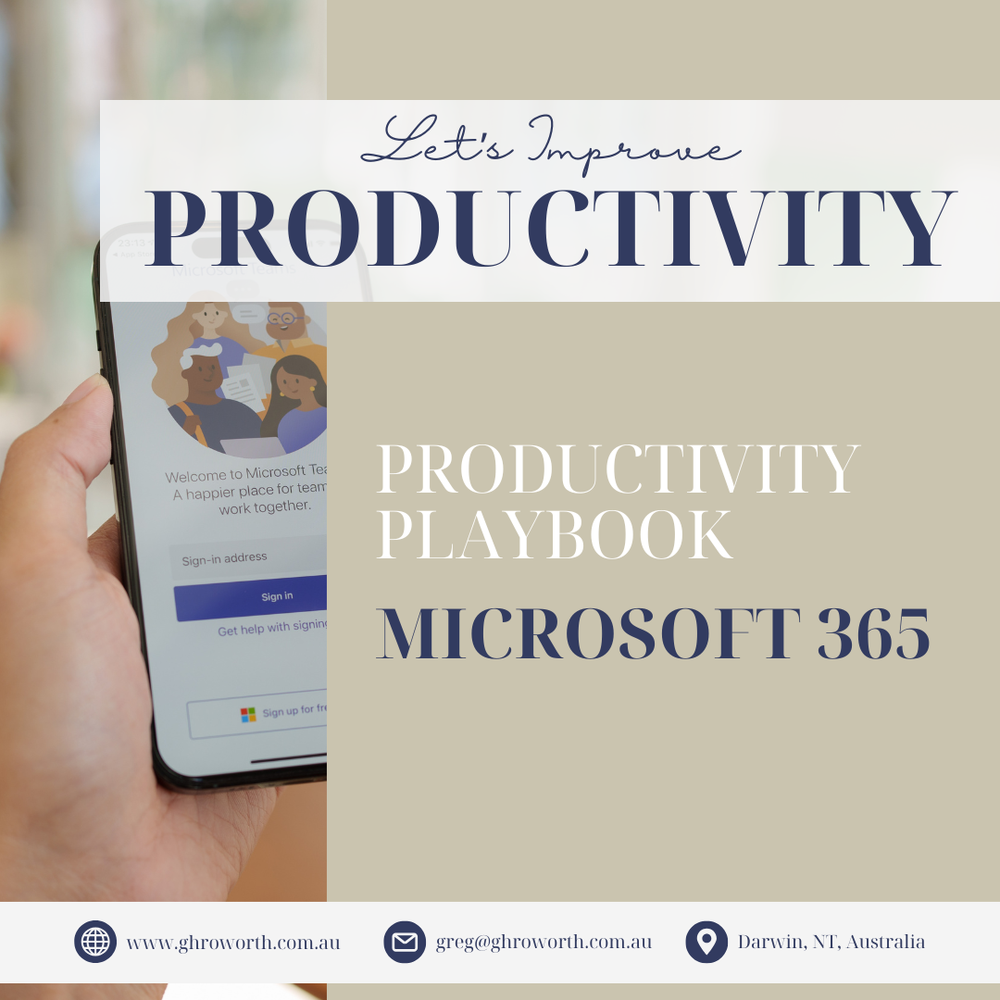 Let's Improve
PRODUCTIVITY
23:13
Microsoft Teams
Welcome to Microsoft Tea
A happier place for team
work together.
Sign-in address
Sign in
Get help with signing
Sign up for fre
PRODUCTIVITY
PLAYBOOK
MICROSOFT 365
www.ghroworth.com.au
greg@ghroworth.com.au
Darwin, NT, Australia